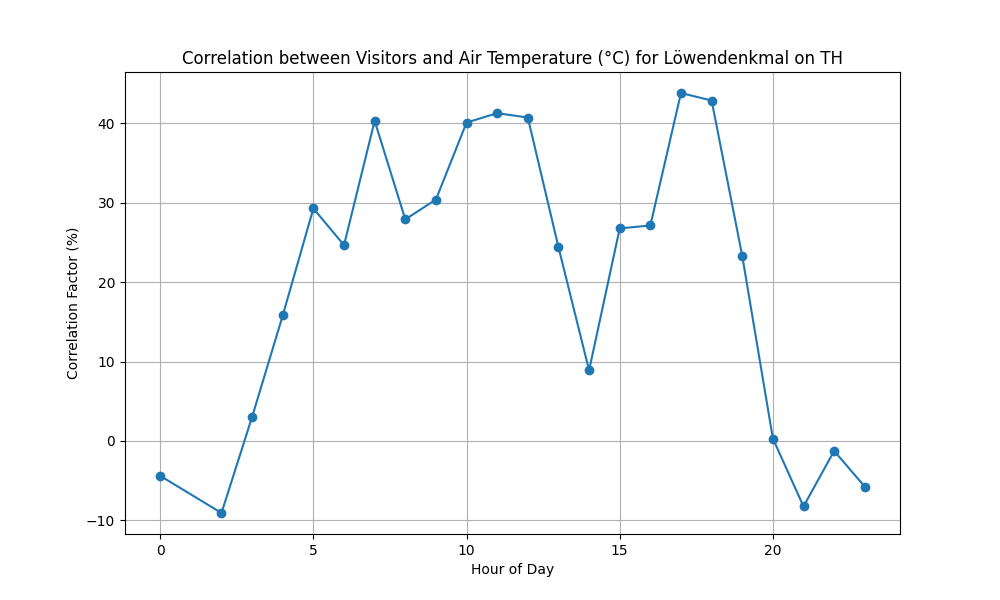 Correlation between Visitors and Air Temperature (°C) for Löwendenkmal on TH
Correlation Factor (%)
40
30
20
10
0
−10
0 5 10 15 20
Hour of Day